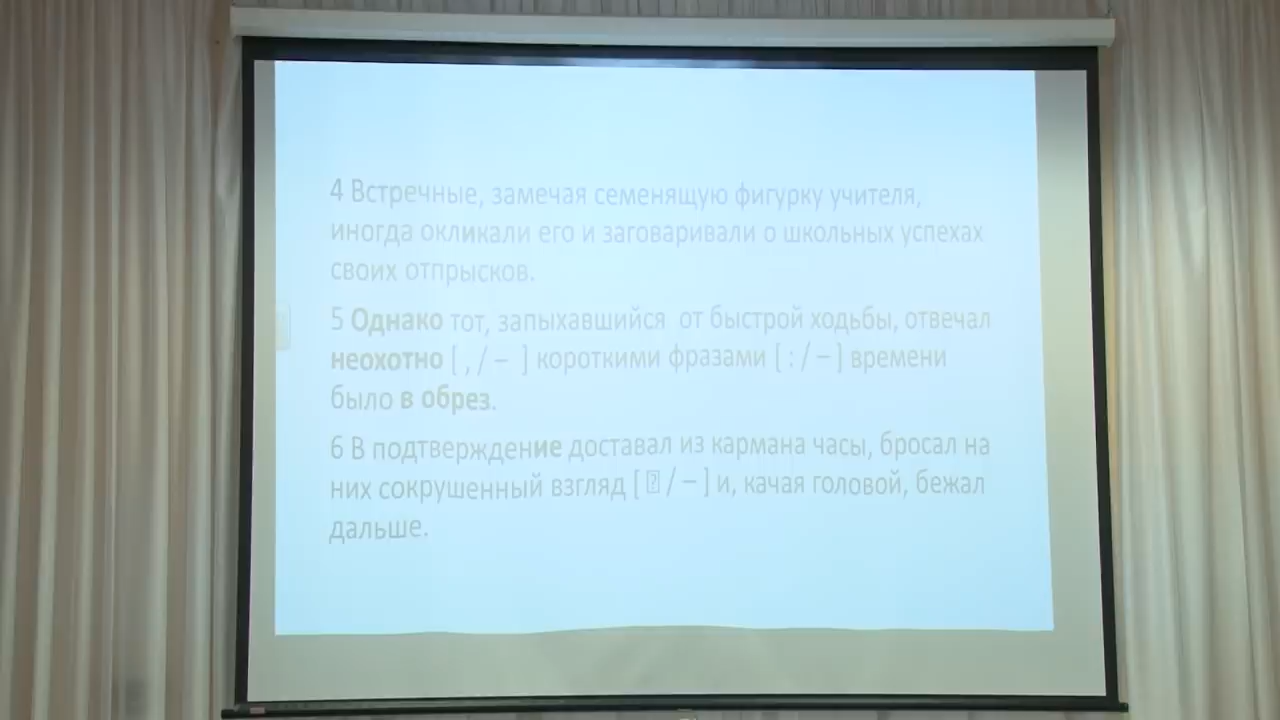 4 Встречные, замечая семенящую фигурку учителя,
иногда окликали его и заговаривали о школьных успехах
своих отпрысков.
5 Однако тот, запыхавшийся от быстрой ходьбы, отвечал
неохотно [ , / – ] короткими фразами [ : / – ] времени
было в обрез.
6 В подтверждение доставал из кармана часы, бросал на
них сокрушенный взгляд [ / – ] и, качая головой, бежал
дальше.